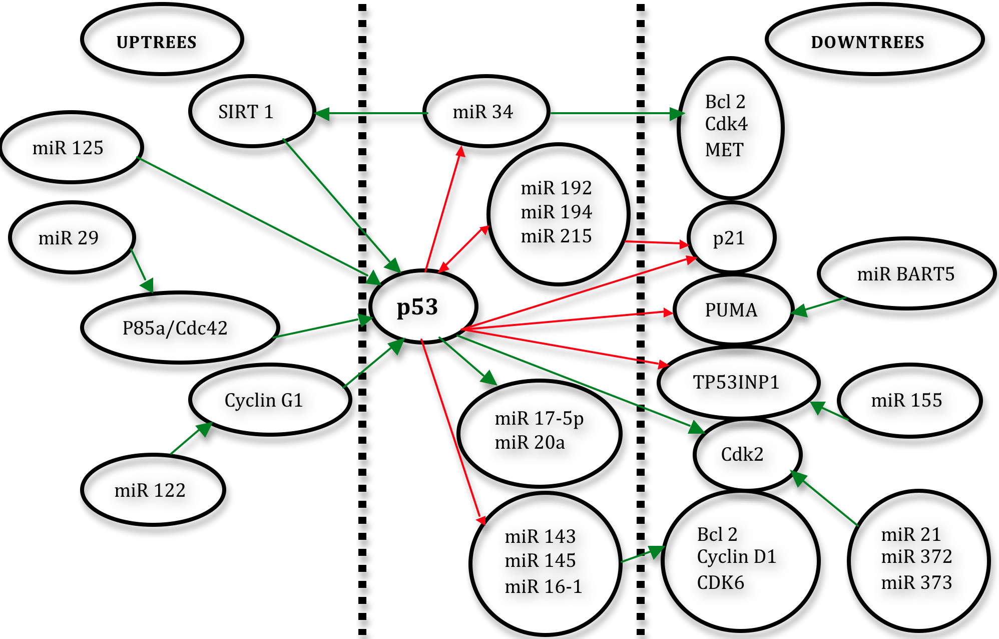 UPTREES
DOWNTREES
SIRT 1
miR 34
Bcl 2
Cdk4
MET
miR 125
miR 192
miR 194
miR 215
miR 29
p21
miR BART5
p53
PUMA
P85a/Cdc42
TP53INP1
Cyclin G1
miR 155
miR 17-5p
miR 20a
Cdk2
miR 122
miR 143
miR 145
miR 16-1
Bcl 2
Cyclin D1
CDK6
miR 21
miR 372
miR 373